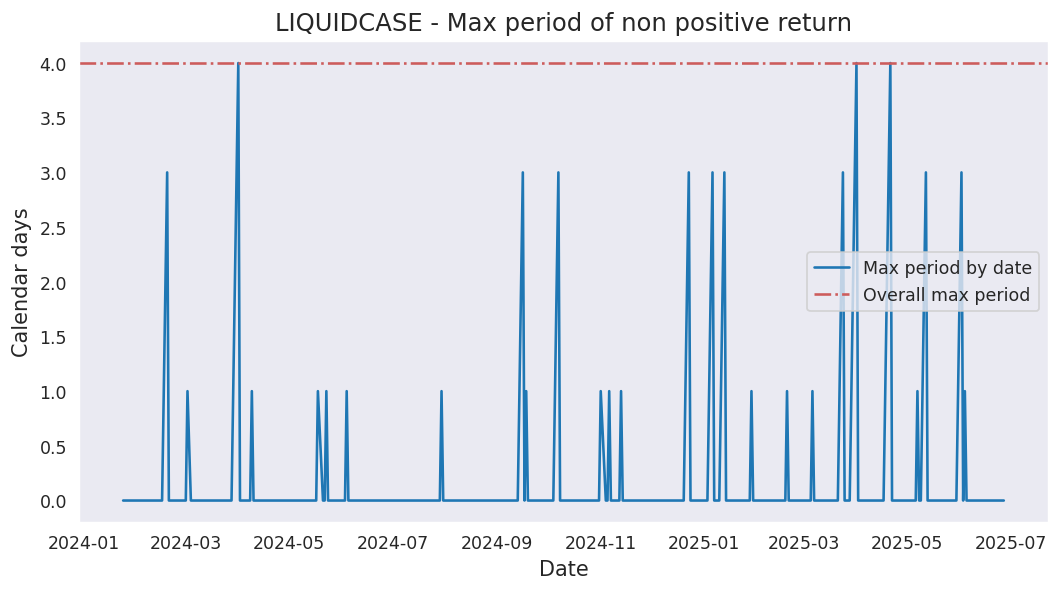 LIQUIDCASE - Max period of non positive return
Calendar days
4.0
3.5
3.0
2.5
2.0
1.5
1.0
0.5
0.0
Max period by date
Overall max period
2024-01 2024-03 2024-05 2024-07 2024-09 2024-11 2025-01 2025-03 2025-05 2025-07
Date